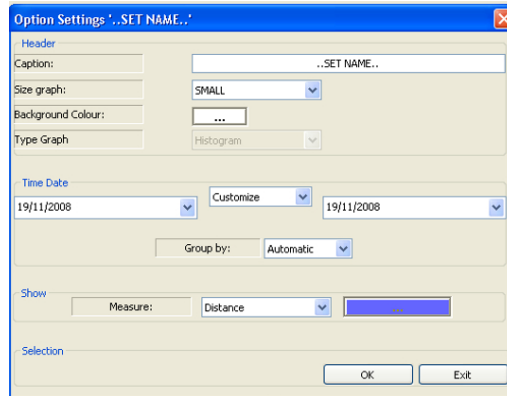 Option Settings '..SET NAME..'
Header
Caption: ..SET NAME..
Size graph: SMALL
Background Colour: ...
Type Graph Histogram
Time Date
19/11/2008 Customize 19/11/2008
Group by: Automatic
Show
Measure: Distance ...
Selection
OK Exit